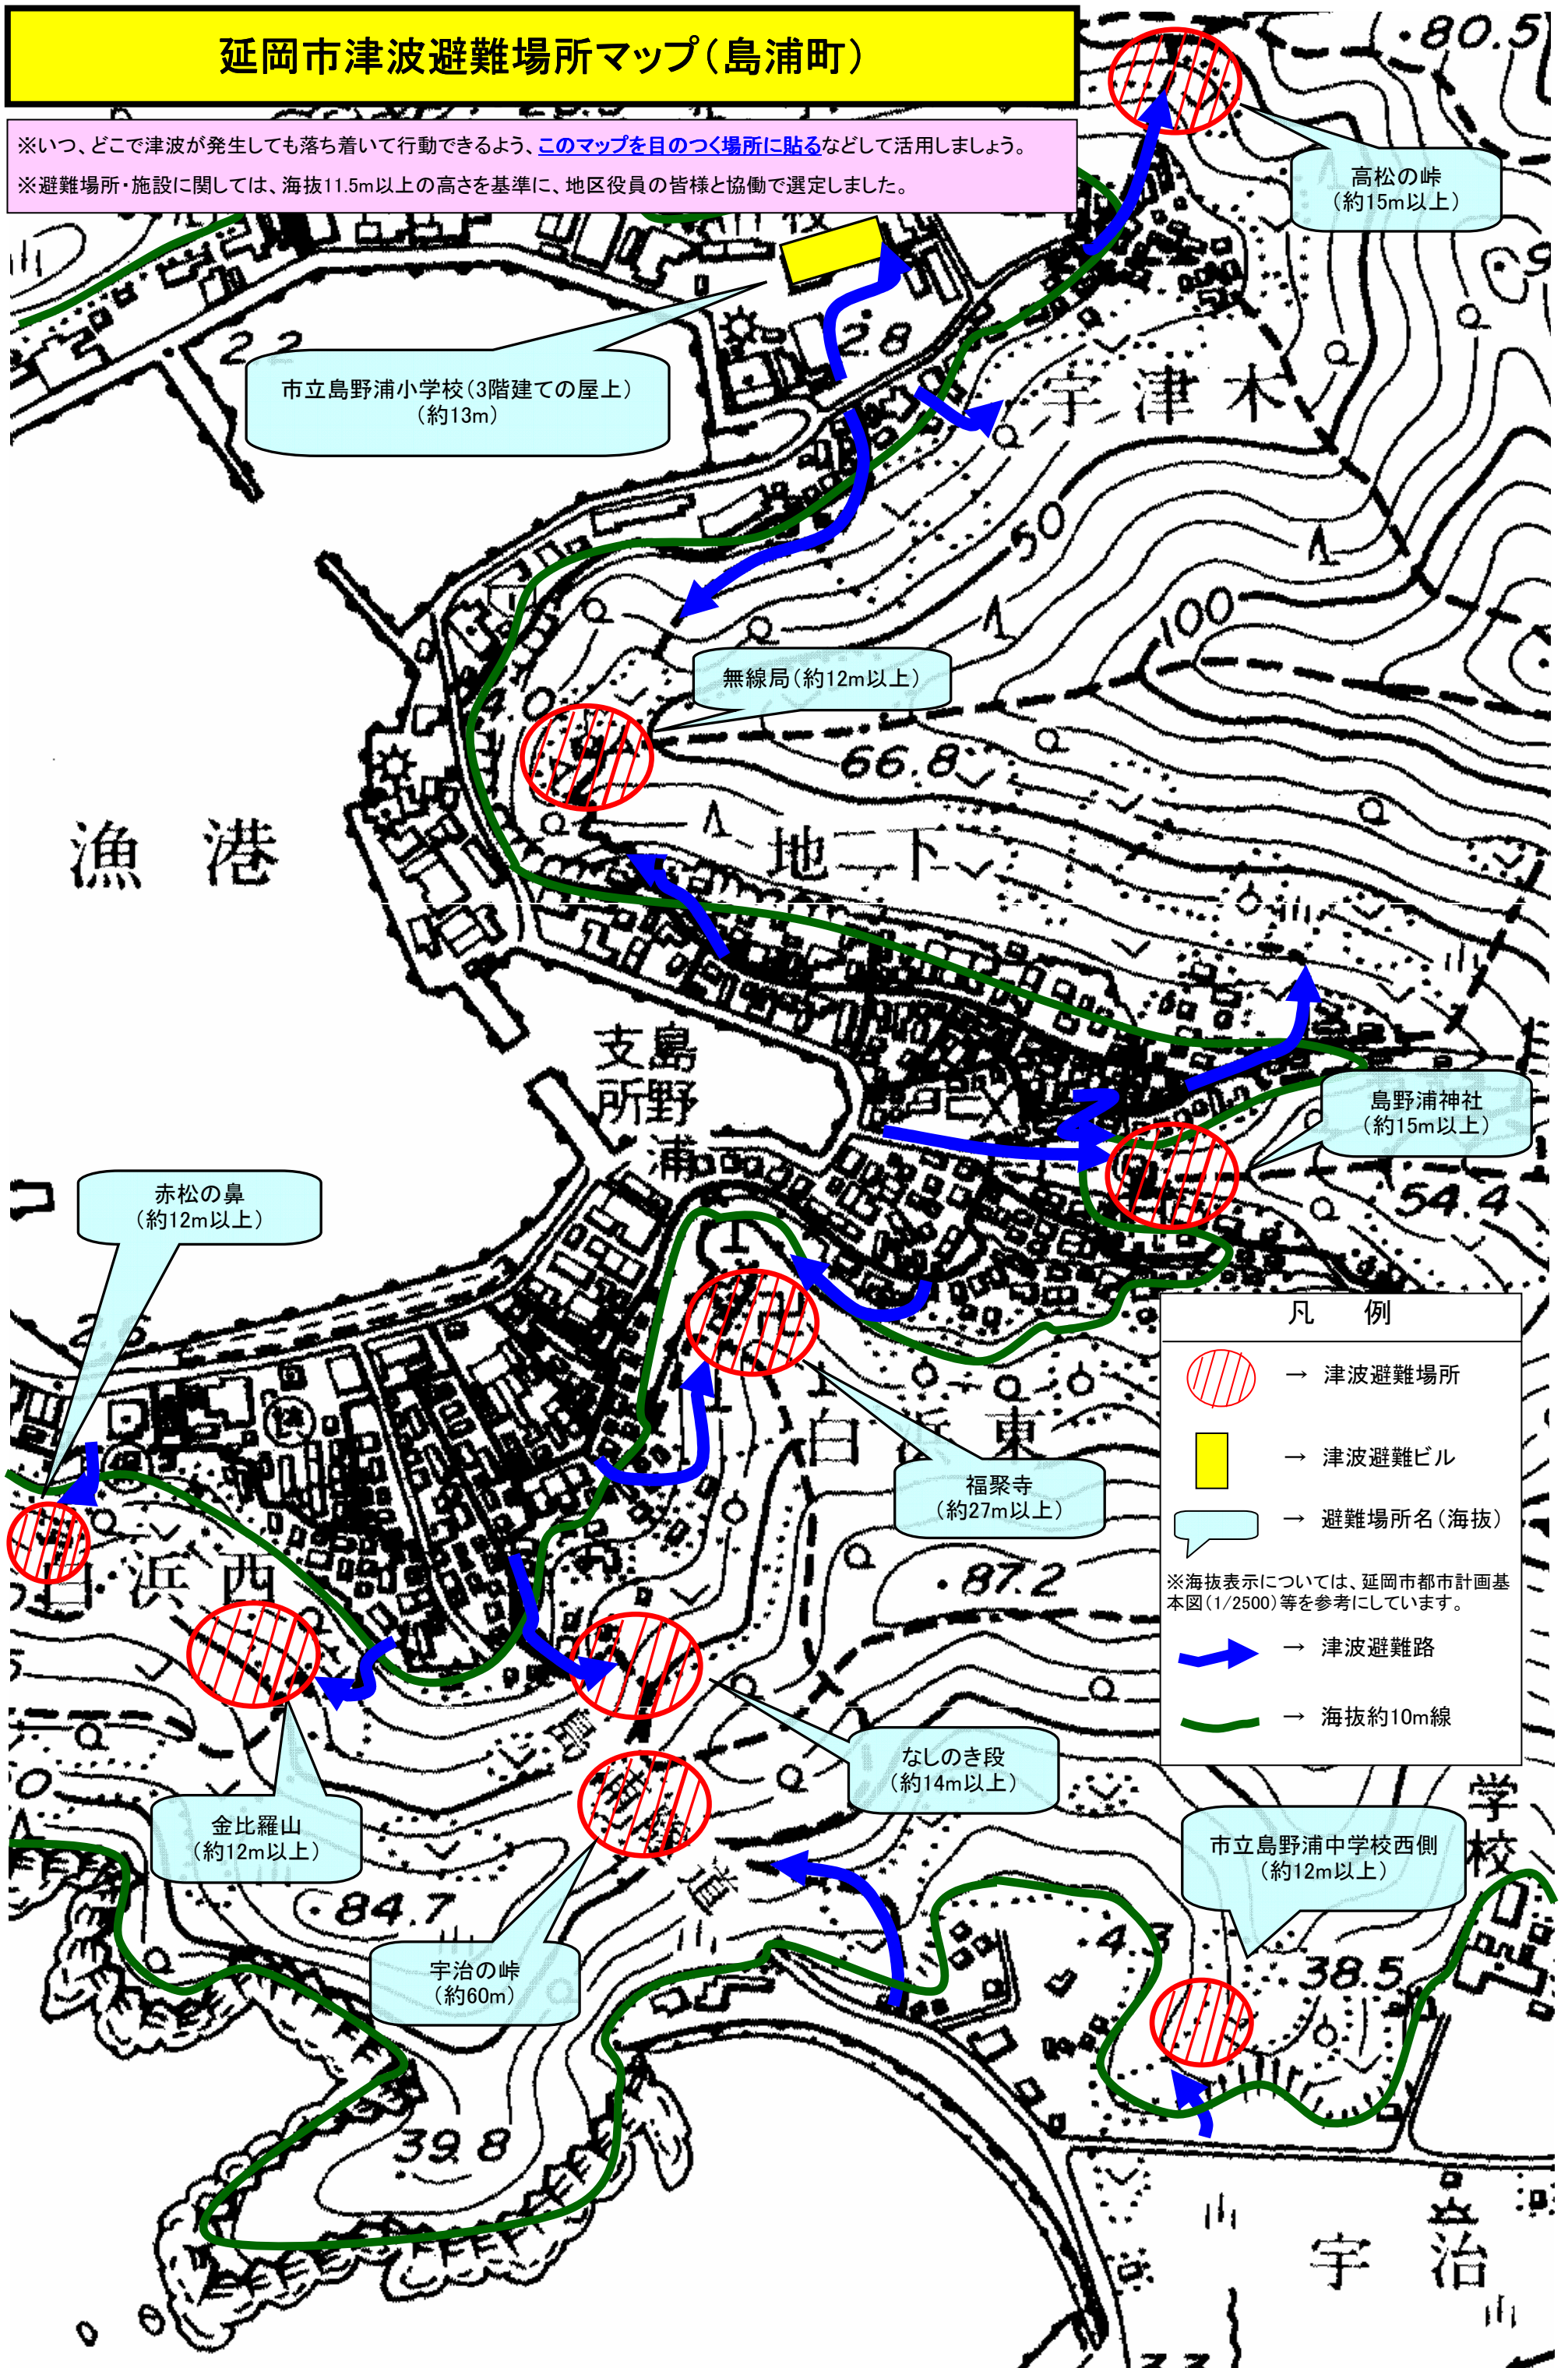 延岡市津波避難場所マップ（島浦町）
※いつ、どこで津波が発生しても落ち着いて行動できるよう、このマップを目のつく場所に貼るなどして活用しましょう。
※避難場所・施設に関しては、海抜11.5m以上の高さを基準に、地区役員の皆様と協働で選定しました。
80.5
高松の峠
（約15m以上）
2.8
市立島野浦小学校（3階建ての屋上）
（約13m）
宇津木
50
100
無線局（約12m以上）
66.8
漁港
地下
島野浦
支所
島野浦神社
（約15m以上）
54.4
赤松の鼻
（約12m以上）
凡　例
→ 津波避難場所
→ 津波避難ビル
→ 避難場所名（海抜）
※海抜表示については、延岡市都市計画基
本図（1/2500）等を参考にしています。
→ 津波避難路
→ 海抜約10m線
白浜東
福聚寺
（約27m以上）
白浜西
87.2
なしのき段
（約14m以上）
金比羅山
（約12m以上）
学校
市立島野浦中学校西側
（約12m以上）
84.7
道
宇治の峠
（約60m）
4.3
38.5
39.8
宇治